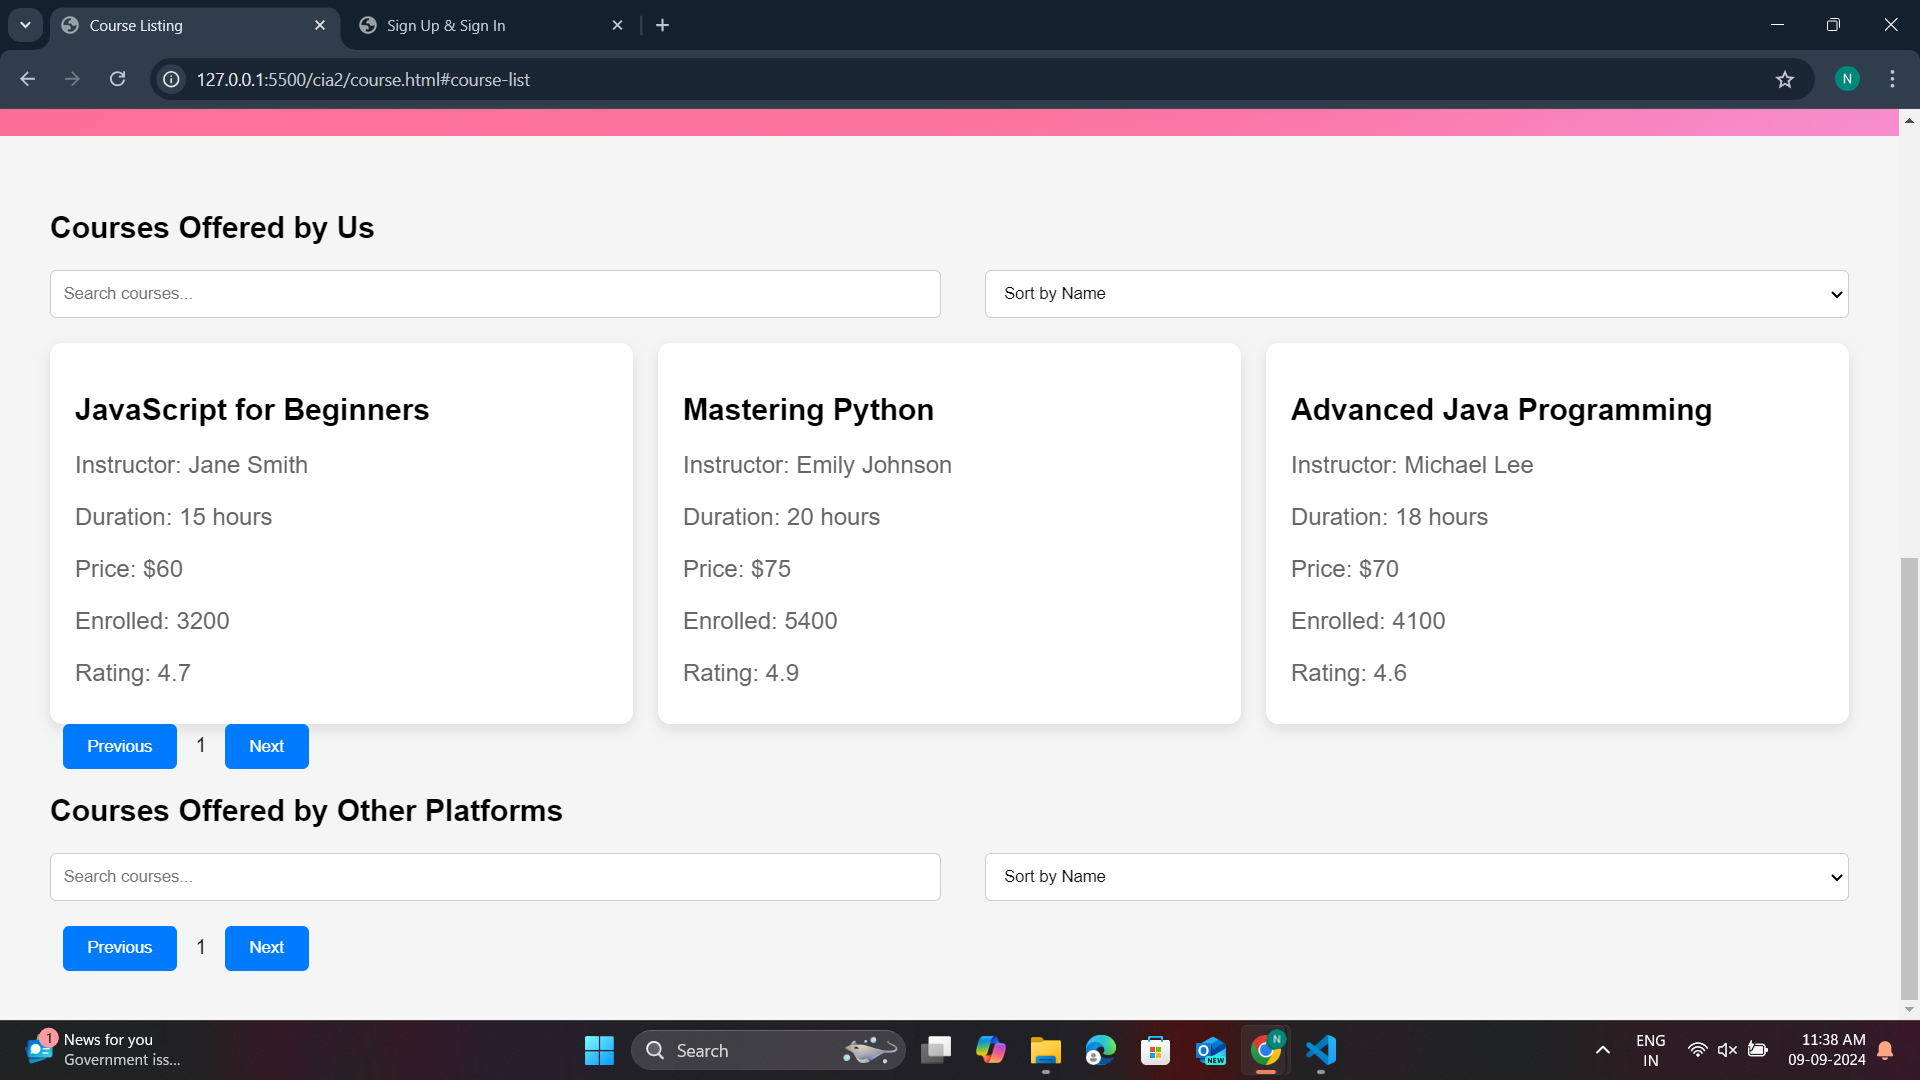 Course Listing
Sign Up & Sign In
127.0.0.1:5500/cia2/course.html#course-list
N
Courses Offered by Us
Search courses...
Sort by Name
JavaScript for Beginners
Instructor: Jane Smith
Duration: 15 hours
Price: $60
Enrolled: 3200
Rating: 4.7
Mastering Python
Instructor: Emily Johnson
Duration: 20 hours
Price: $75
Enrolled: 5400
Rating: 4.9
Advanced Java Programming
Instructor: Michael Lee
Duration: 18 hours
Price: $70
Enrolled: 4100
Rating: 4.6
Previous 1 Next
Courses Offered by Other Platforms
Search courses...
Sort by Name
Previous 1 Next
1
News for you
Government iss...
Search
NEW
N
ENG
IN
11:38 AM
09-09-2024